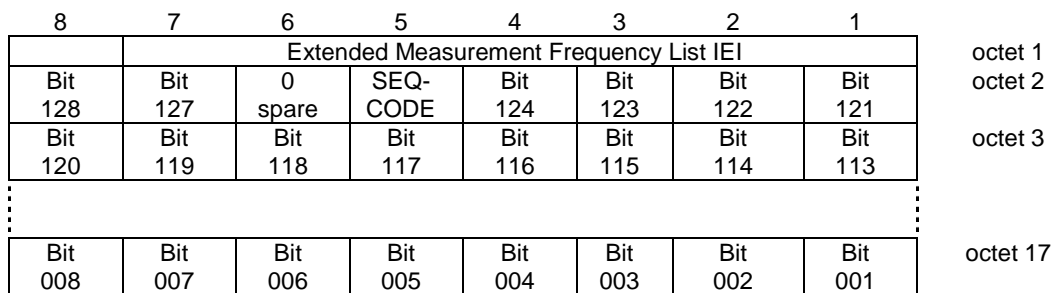 8 7 6 5 4 3 2 1
Extended Measurement Frequency List IEI octet 1
Bit Bit 0 SEQ- Bit Bit Bit Bit octet 2
128 127 spare CODE 124 123 122 121
Bit Bit Bit Bit Bit Bit Bit Bit octet 3
120 119 118 117 116 115 114 113
Bit Bit Bit Bit Bit Bit Bit Bit octet 17
008 007 006 005 004 003 002 001